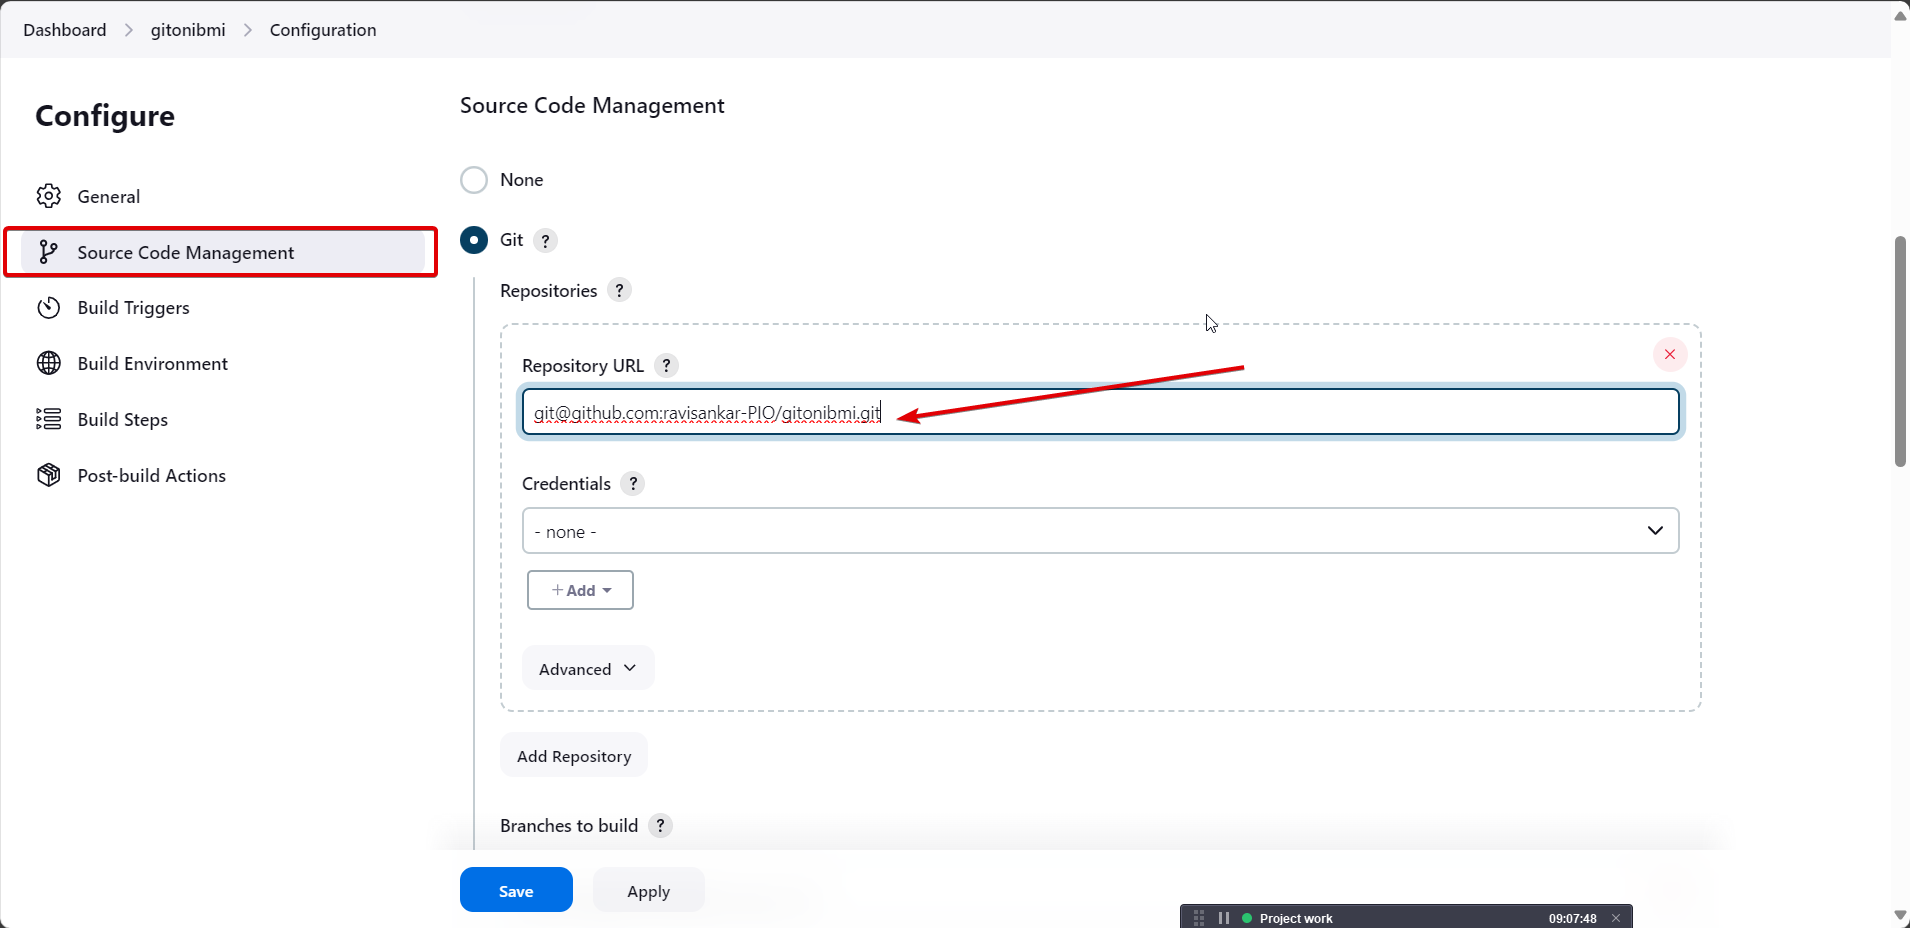 Dashboard > gitonibmi > Configuration
Configure
General
Source Code Management
Build Triggers
Build Environment
Build Steps
Post-build Actions
Source Code Management
None
Git ?
Repositories ?
Repository URL ?
git@github.com:ravisankar-PIO/gitonibmi.git
Credentials ?
- none -
+ Add
Advanced
Add Repository
Branches to build ?
Save Apply
Project work 09:07:48